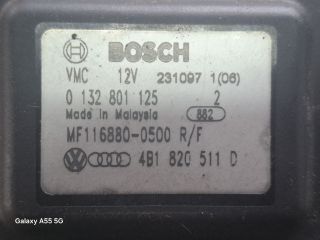 BOSCH
VMC 12V 231097 1(06)
0 132 801 125 2
Made in Malaysia 882
MF116880-0500 R/F
4B1 820 511 D
Galaxy A55 5G